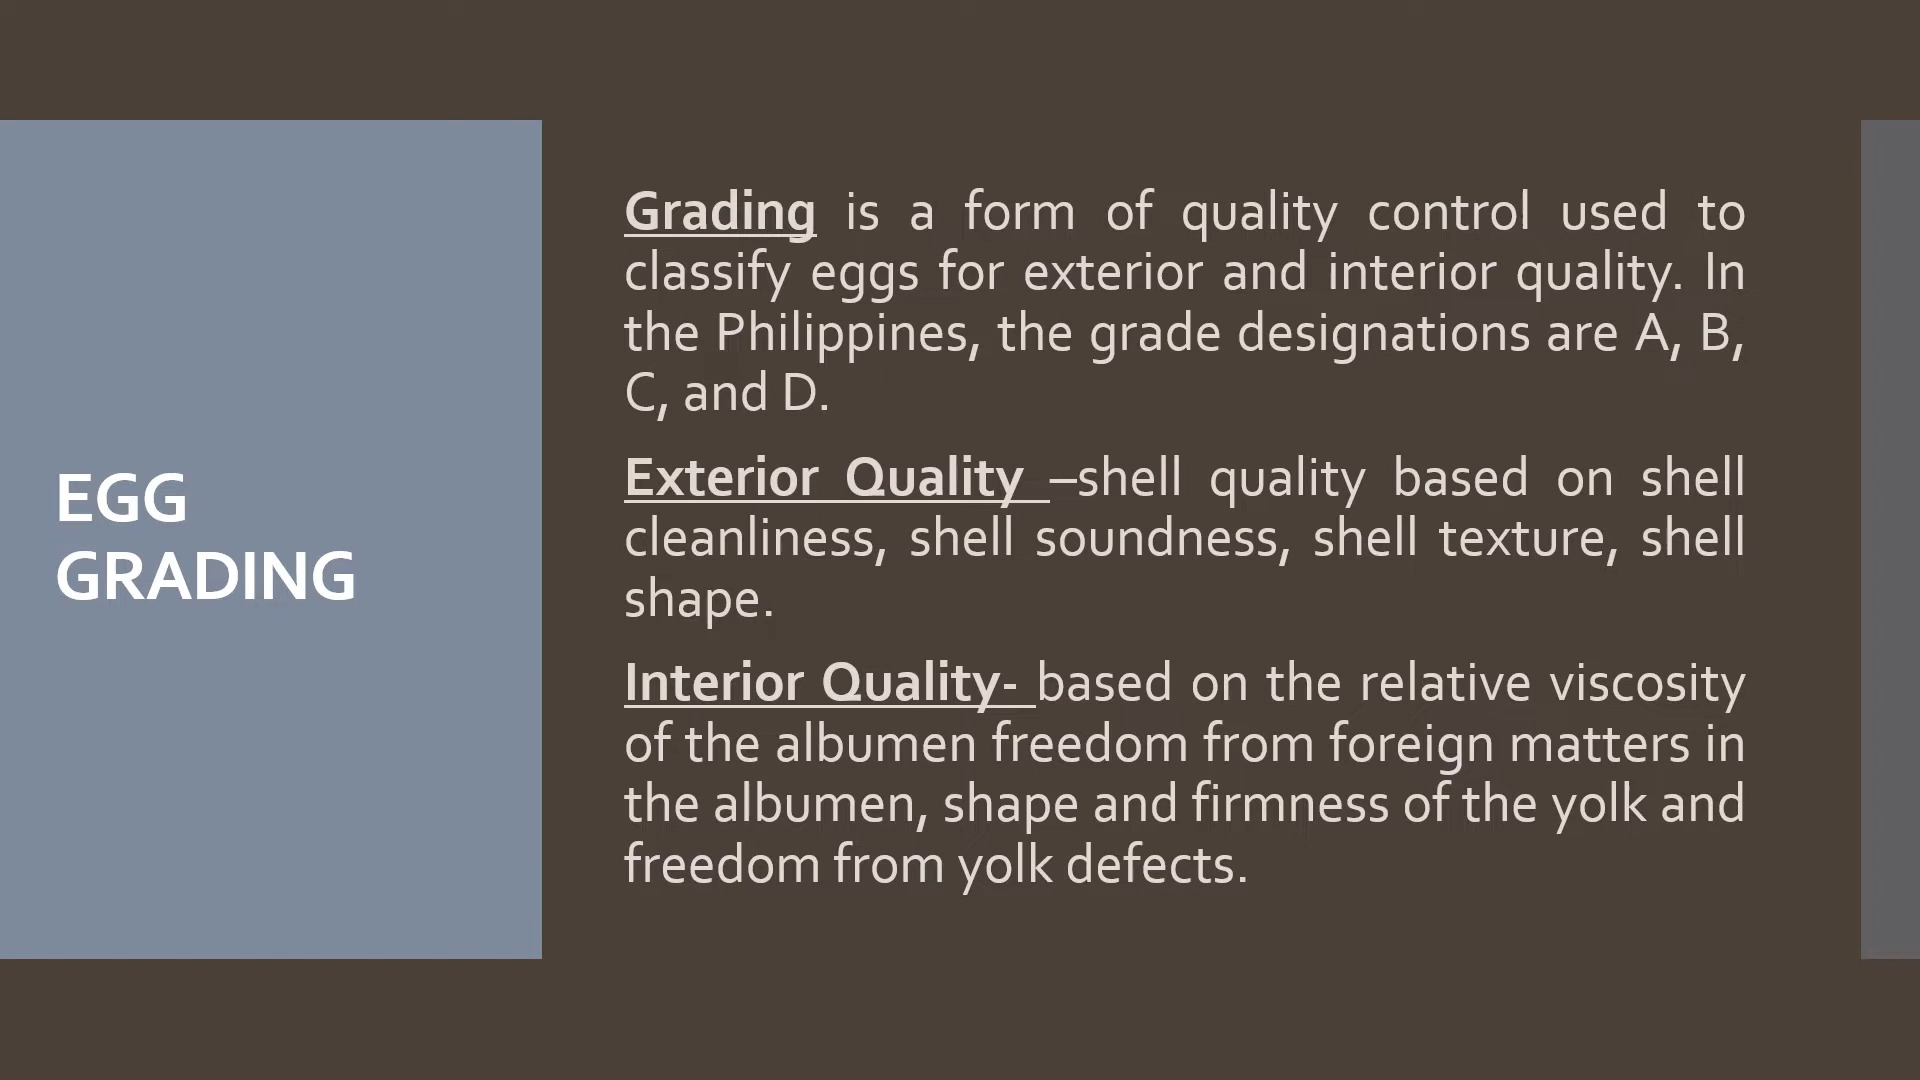 EGG
GRADING
Grading is a form of quality control used to
classify eggs for exterior and interior quality. In
the Philippines, the grade designations are A, B,
C, and D.
Exterior Quality –shell quality based on shell
cleanliness, shell soundness, shell texture, shell
shape.
Interior Quality- based on the relative viscosity
of the albumen freedom from foreign matters in
the albumen, shape and firmness of the yolk and
freedom from yolk defects.